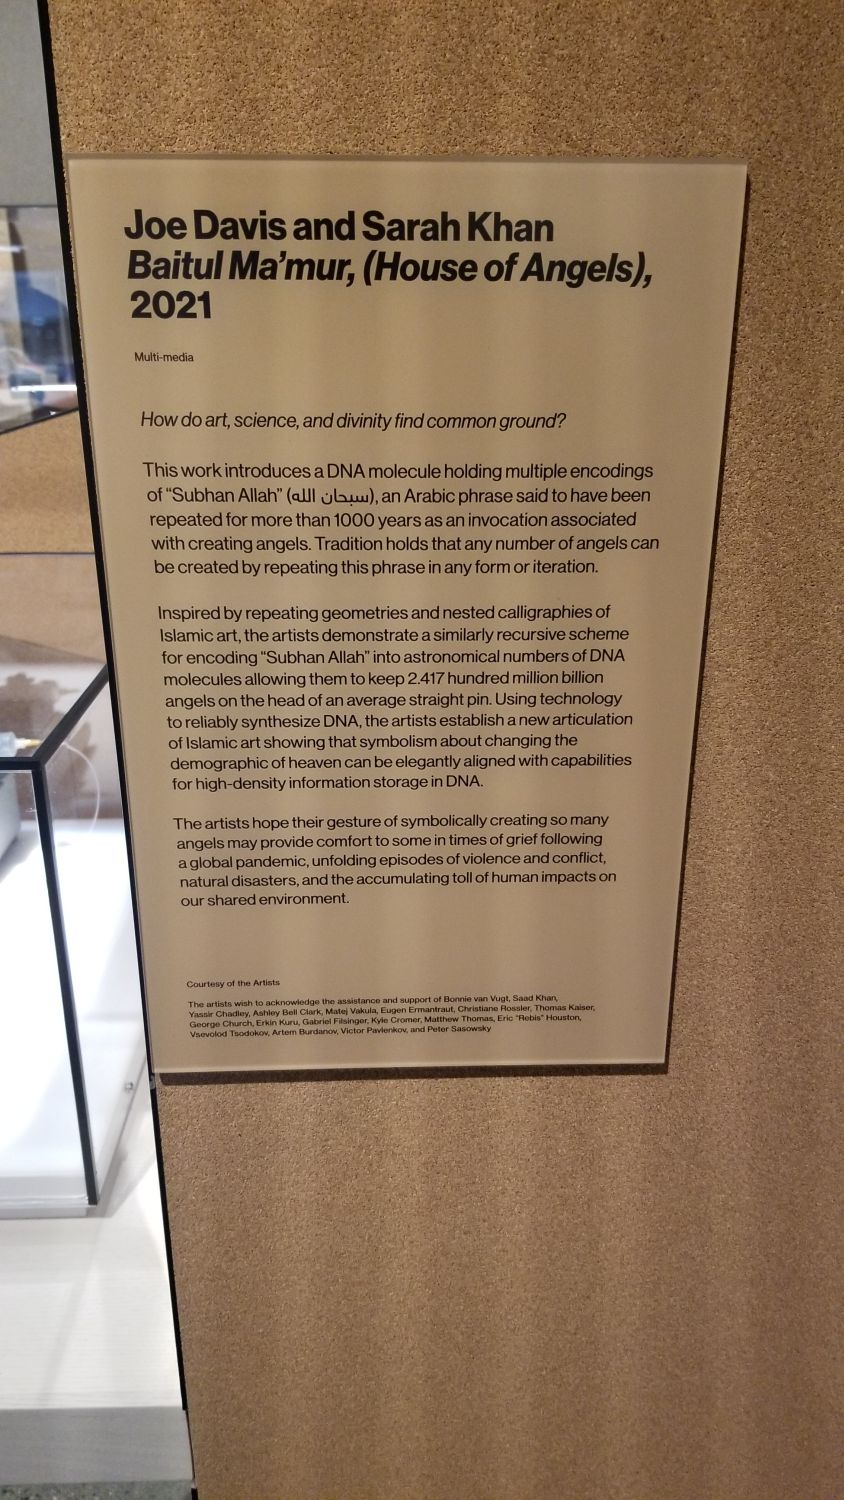 Joe Davis and Sarah Khan
Baitul Ma'mur, (House of Angels),
2021
Multi-media
How do art, science, and divinity find common ground?
This work introduces a DNA molecule holding multiple encodings
of "Subhan Allah" (سبحان الله), an Arabic phrase said to have been
repeated for more than 1000 years as an invocation associated
with creating angels. Tradition holds that any number of angels can
be created by repeating this phrase in any form or iteration.
Inspired by repeating geometries and nested calligraphies of
Islamic art, the artists demonstrate a similarly recursive scheme
for encoding "Subhan Allah" into astronomical numbers of DNA
molecules allowing them to keep 2.417 hundred million billion
angels on the head of an average straight pin. Using technology
to reliably synthesize DNA, the artists establish a new articulation
of Islamic art showing that symbolism about changing the
demographic of heaven can be elegantly aligned with capabilities
for high-density information storage in DNA.
The artists hope their gesture of symbolically creating so many
angels may provide comfort to some in times of grief following
a global pandemic, unfolding episodes of violence and conflict,
natural disasters, and the accumulating toll of human impacts on
our shared environment.
Courtesy of the Artists
The artists wish to acknowledge the assistance and support of Bonnie van Vugt, Saad Khan,
Yassir Chadley, Ashley Bell Clark, Matej Vakula, Eugen Ermantraut, Christiane Rossler, Thomas Kaiser,
George Church, Erkin Kuru, Gabriel Filsinger, Kyle Cromer, Matthew Thomas, Eric "Rebis" Houston,
Vsevolod Tsodokov, Artem Burdanov, Victor Pavlenkov, and Peter Sasowsky